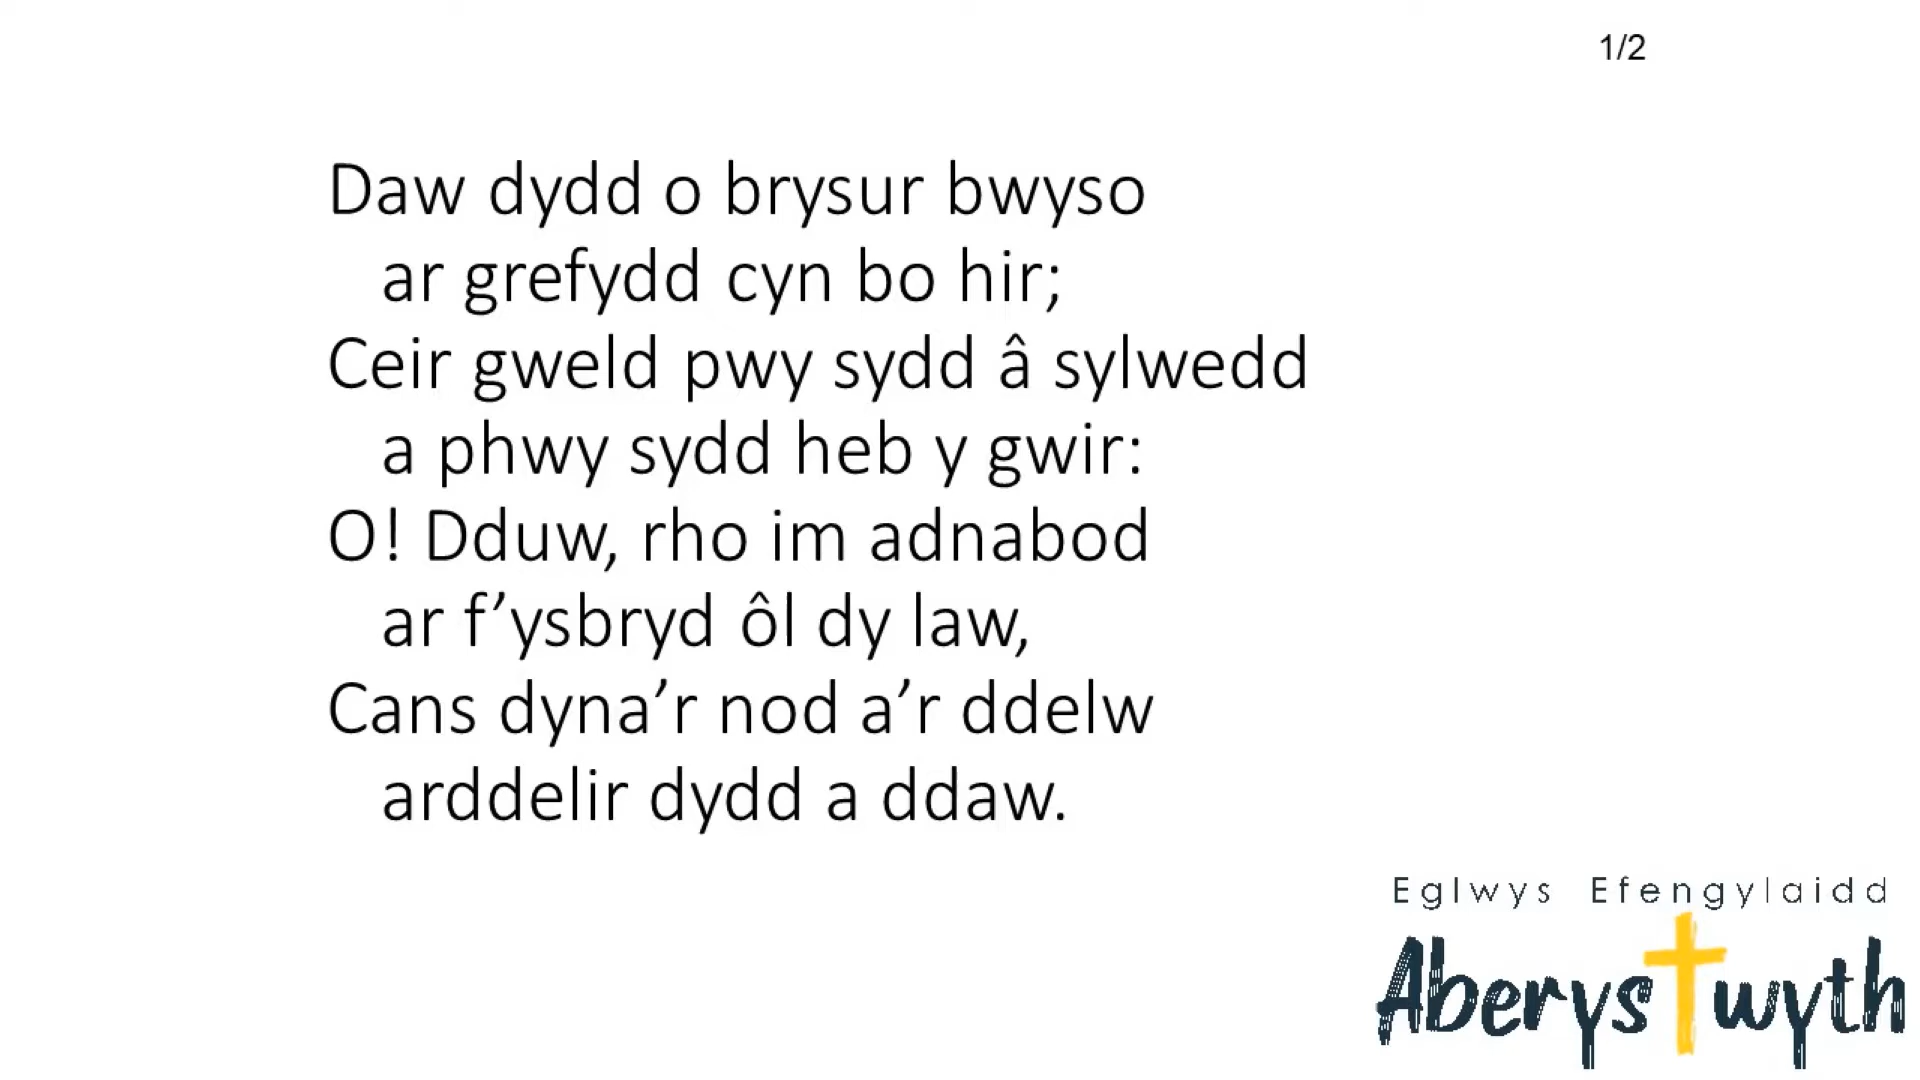 1/2
Daw dydd o brysur bwyso
ar grefydd cyn bo hir;
Ceir gweld pwy sydd â sylwedd
a phwy sydd heb y gwir:
O! Dduw, rho im adnabod
ar f’ysbryd ôl dy law,
Cans dyna’r nod a’r ddelw
arddelir dydd a ddaw.
Eglwys Efengylaidd
Aberystwyth